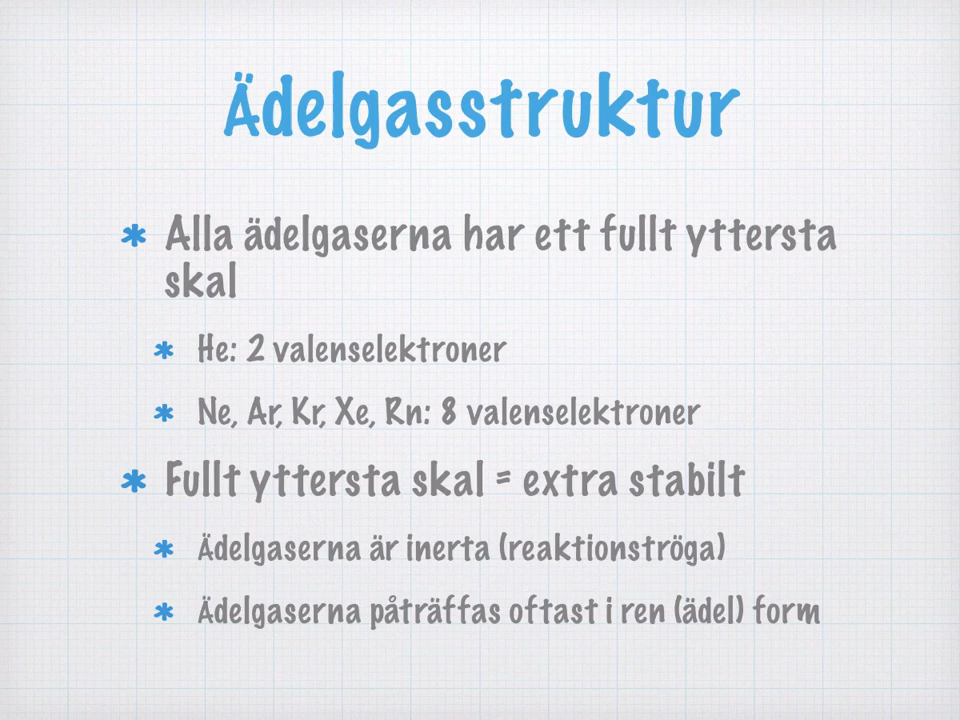 Ädelgasstruktur
Alla ädelgaserna har ett fullt yttersta
skal
He: 2 valenselektroner
Ne, Ar, Kr, Xe, Rn: 8 valenselektroner
Fullt yttersta skal = extra stabilt
Ädelgaserna är inerta (reaktionströga)
Ädelgaserna påträffas oftast i ren (ädel) form